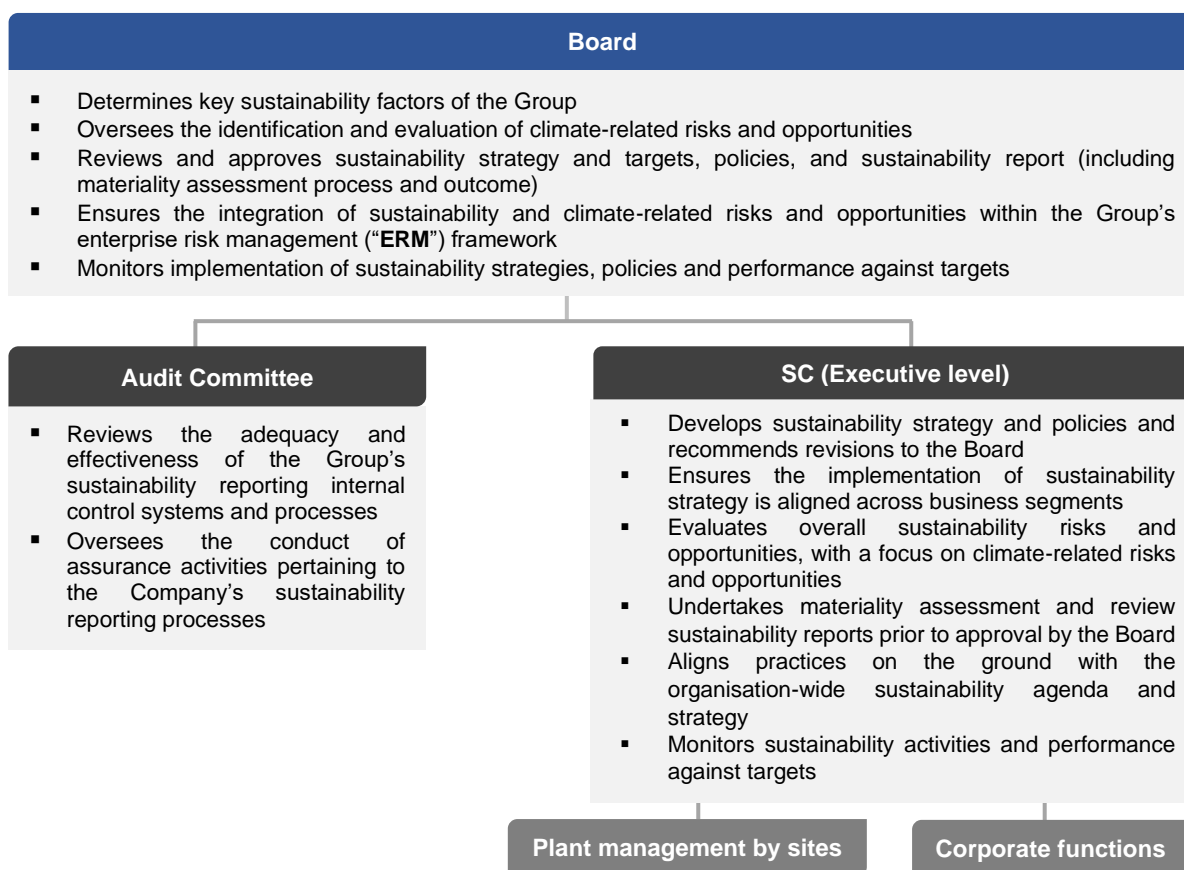 Board
▪ Determines key sustainability factors of the Group
▪ Oversees the identification and evaluation of climate-related risks and opportunities
▪ Reviews and approves sustainability strategy and targets, policies, and sustainability report (including
materiality assessment process and outcome)
▪ Ensures the integration of sustainability and climate-related risks and opportunities within the Group’s
enterprise risk management (“ERM”) framework
▪ Monitors implementation of sustainability strategies, policies and performance against targets
Audit Committee
▪ Reviews the adequacy and
effectiveness of the Group’s
sustainability reporting internal
control systems and processes
▪ Oversees the conduct of
assurance activities pertaining to
the Company’s sustainability
reporting processes
SC (Executive level)
▪ Develops sustainability strategy and policies and
recommends revisions to the Board
▪ Ensures the implementation of sustainability
strategy is aligned across business segments
▪ Evaluates overall sustainability risks and
opportunities, with a focus on climate-related risks
and opportunities
▪ Undertakes materiality assessment and review
sustainability reports prior to approval by the Board
▪ Aligns practices on the ground with the
organisation-wide sustainability agenda and
strategy
▪ Monitors sustainability activities and performance
against targets
Plant management by sites
Corporate functions